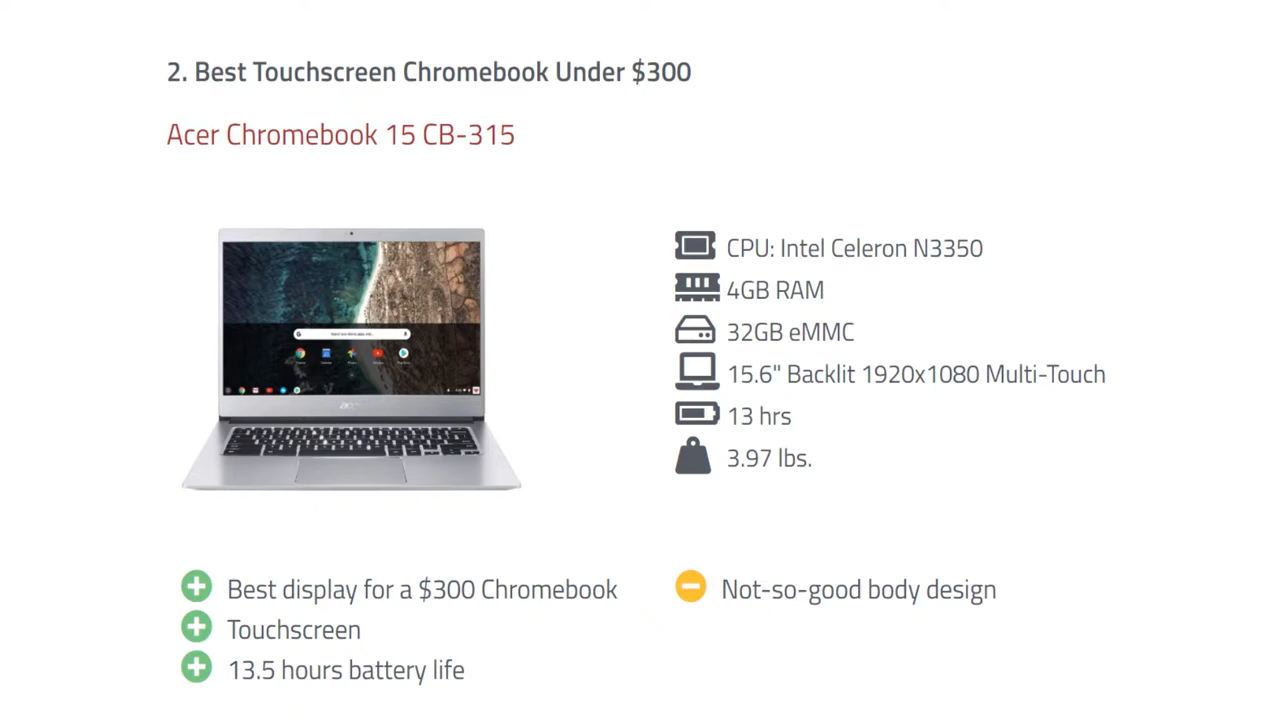 2. Best Touchscreen Chromebook Under $300
Acer Chromebook 15 CB-315
acer
CPU: Intel Celeron N3350
4GB RAM
32GB eMMC
15.6" Backlit 1920x1080 Multi-Touch
13 hrs
3.97 lbs.
Best display for a $300 Chromebook
Not-so-good body design
Touchscreen
13.5 hours battery life